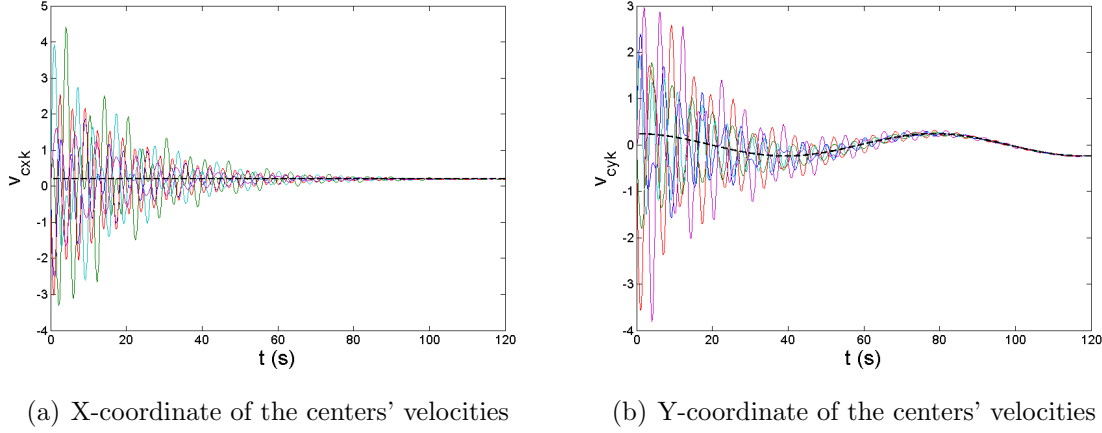 5
4
3
2
1
0
-1
-2
-3
-4
0 20 40 60 80 100 120
v_cxk
t (s)
3
2
1
0
-1
-2
-3
-4
0 20 40 60 80 100 120
v_cyk
t (s)
(a) X-coordinate of the centers' velocities
(b) Y-coordinate of the centers' velocities